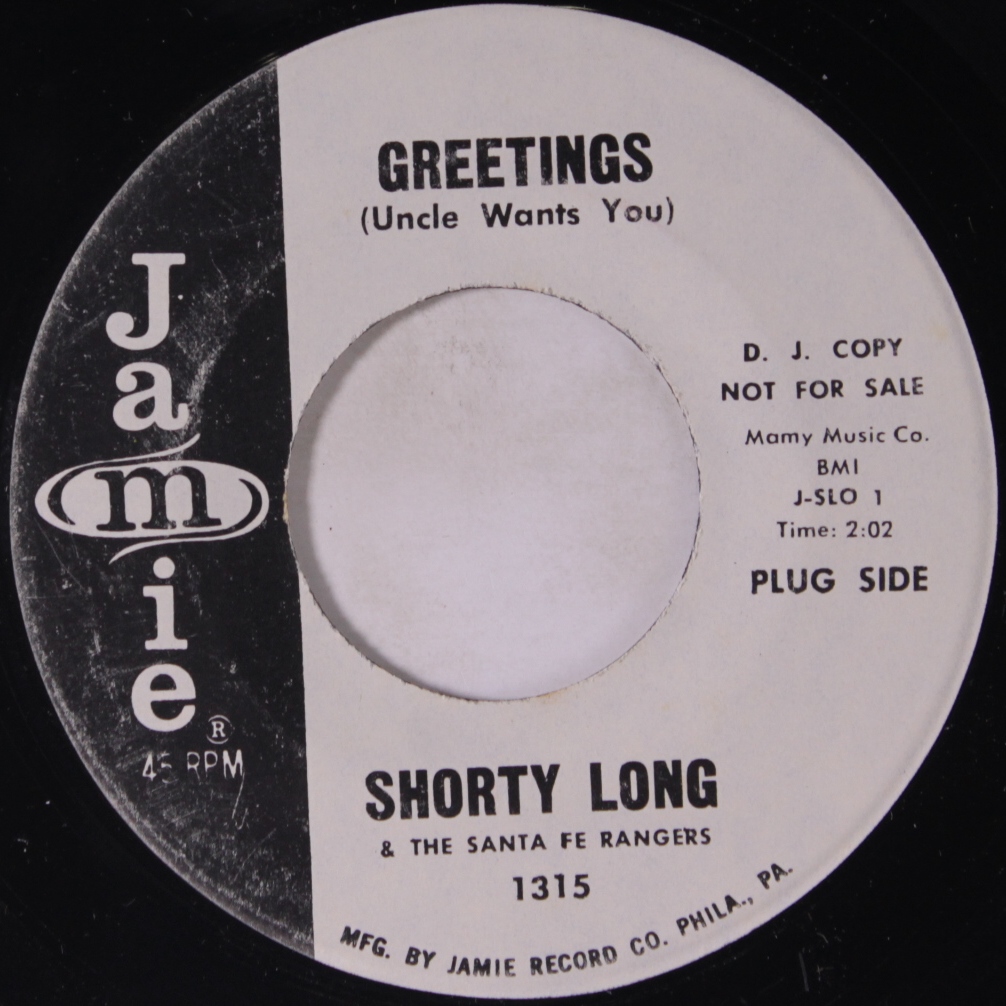 GREETINGS
(Uncle Wants You)
Jamie®
45 RPM
D. J. COPY
NOT FOR SALE
Mamy Music Co.
BMI
J-SLO 1
Time: 2:02
PLUG SIDE
SHORTY LONG
& THE SANTA FE RANGERS
1315
MFG. BY JAMIE RECORD CO. PHILA., PA.